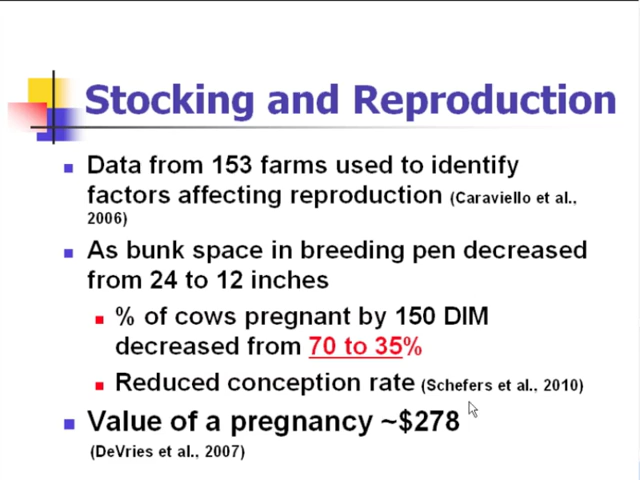 Stocking and Reproduction
Data from 153 farms used to identify
factors affecting reproduction (Caraviello et al.,
2006)
As bunk space in breeding pen decreased
from 24 to 12 inches
% of cows pregnant by 150 DIM
decreased from 70 to 35%
Reduced conception rate (Schefers et al., 2010)
Value of a pregnancy ~$278
(DeVries et al., 2007)